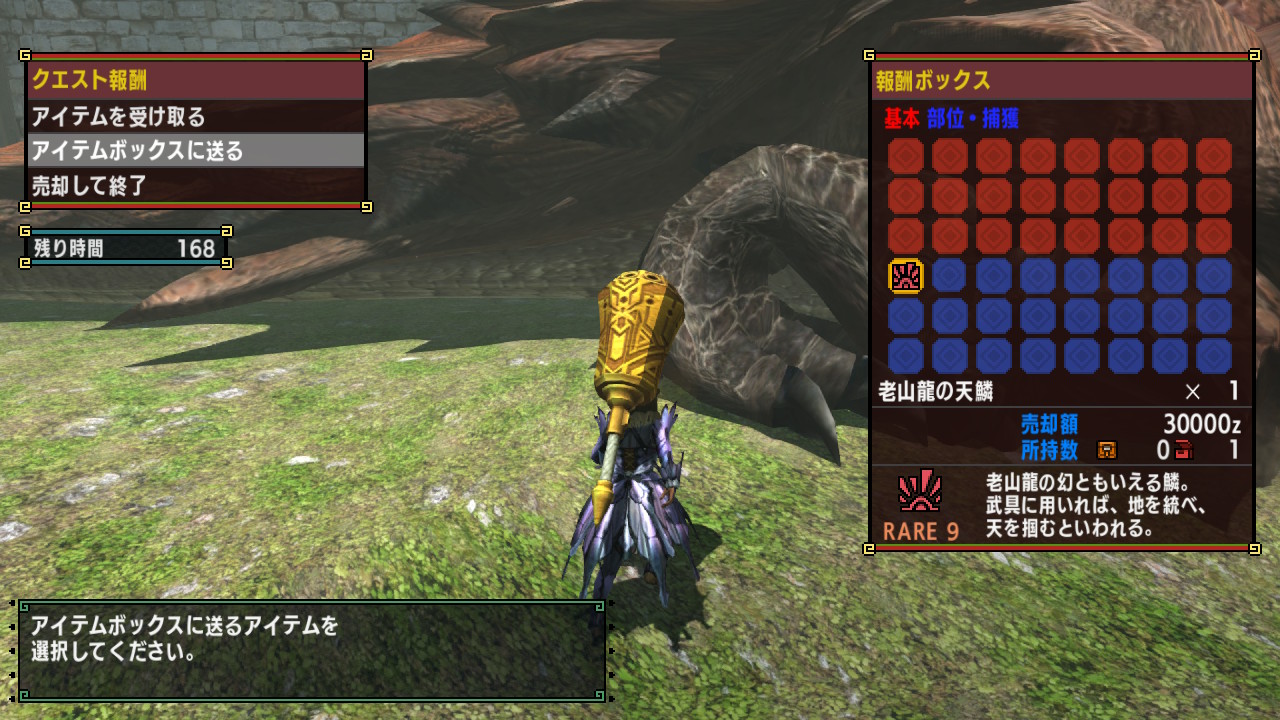 クエスト報酬
アイテムを受け取る
アイテムボックスに送る
売却して終了
残り時間 168
報酬ボックス
基本 部位・捕獲
老山龍の天鱗 × 1
売却額 30000z
所持数 0 1
老山龍の幻ともいえる鱗。
武具に用いれば、地を統べ、
天を掴むといわれる。
RARE 9
アイテムボックスに送るアイテムを
選択してください。